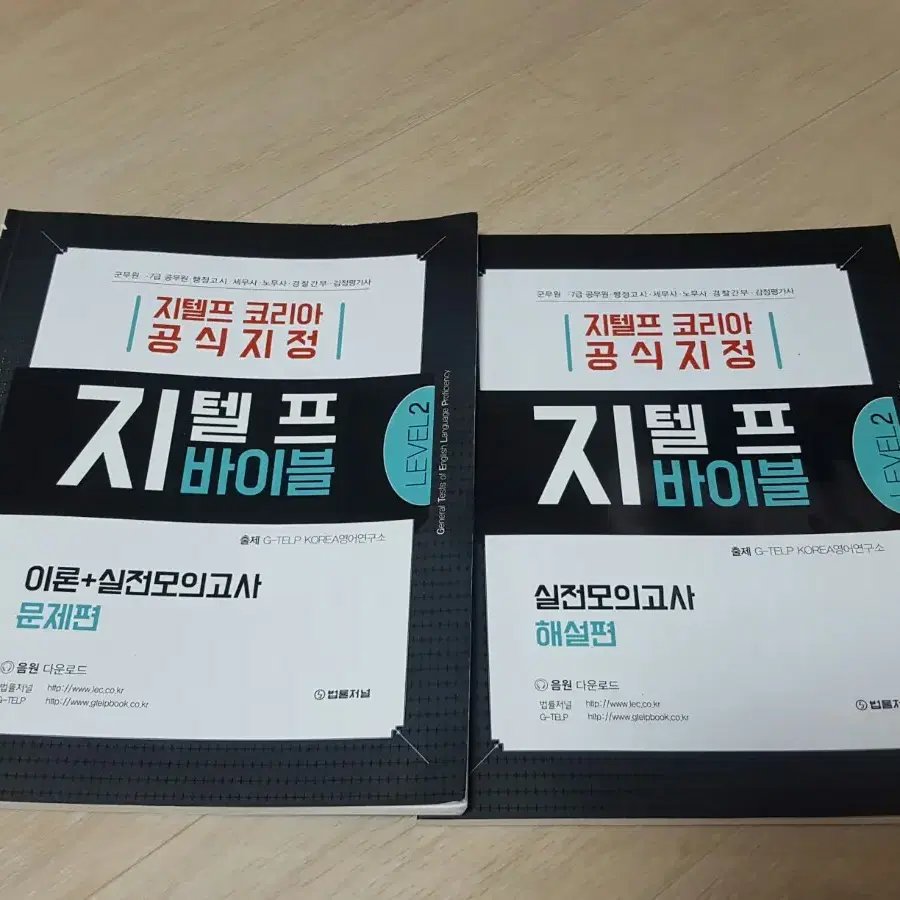 군무원 ·7급 공무원·행정고시·세무사·노무사·경찰간부·감정평가사
지텔프 코리아
공식지정
지텔프
바이블
LEVEL 2
General Tests of English Language Proficiency
출제 G-TELP KOREA영어연구소
이론+실전모의고사
문제편
음원 다운로드
법률저널 http://www.lec.co.kr
G-TELP http://www.gtelpbook.co.kr
법률저널
군무원 ·7급 공무원·행정고시·세무사·노무사·경찰간부·감정평가사
지텔프 코리아
공식지정
지텔프
바이블
LEVEL 2
출제 G-TELP KOREA영어연구소
실전모의고사
해설편
음원 다운로드
법률저널 http://www.lec.co.kr
G-TELP http://www.gtelpbook.co.kr
법률저널